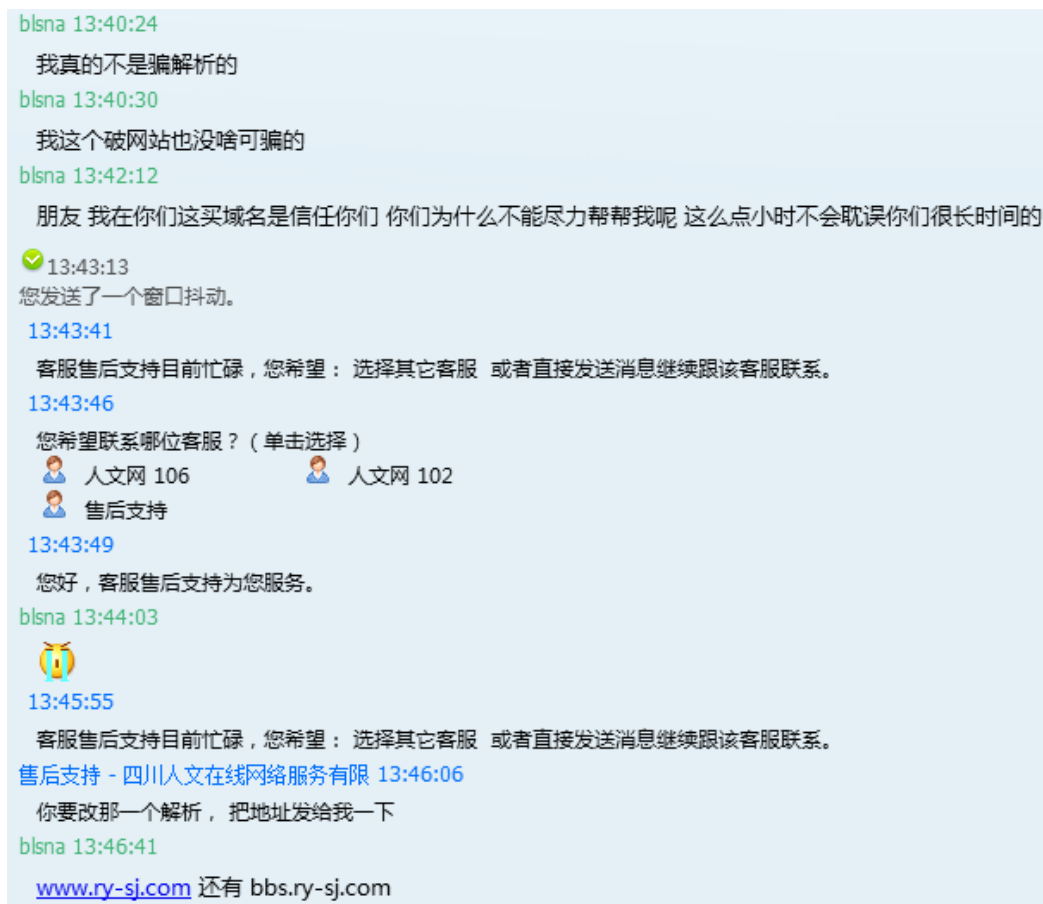 blsna 13:40:24
我真的不是骗解析的
blsna 13:40:30
我这个破网站也没啥可骗的
blsna 13:42:12
朋友 我在你们这买域名是信任你们 你们为什么不能尽力帮帮我呢 这么点小时不会耽误你们很长时间的
13:43:13
您发送了一个窗口抖动。
13:43:41
客服售后支持目前忙碌，您希望： 选择其它客服 或者直接发送消息继续跟该客服联系。
13:43:46
您希望联系哪位客服？（单击选择）
人文网 106 人文网 102
售后支持
13:43:49
您好，客服售后支持为您服务。
blsna 13:44:03
13:45:55
客服售后支持目前忙碌，您希望： 选择其它客服 或者直接发送消息继续跟该客服联系。
售后支持 - 四川人文在线网络服务有限 13:46:06
你要改那一个解析， 把地址发给我一下
blsna 13:46:41
www.ry-sj.com 还有 bbs.ry-sj.com